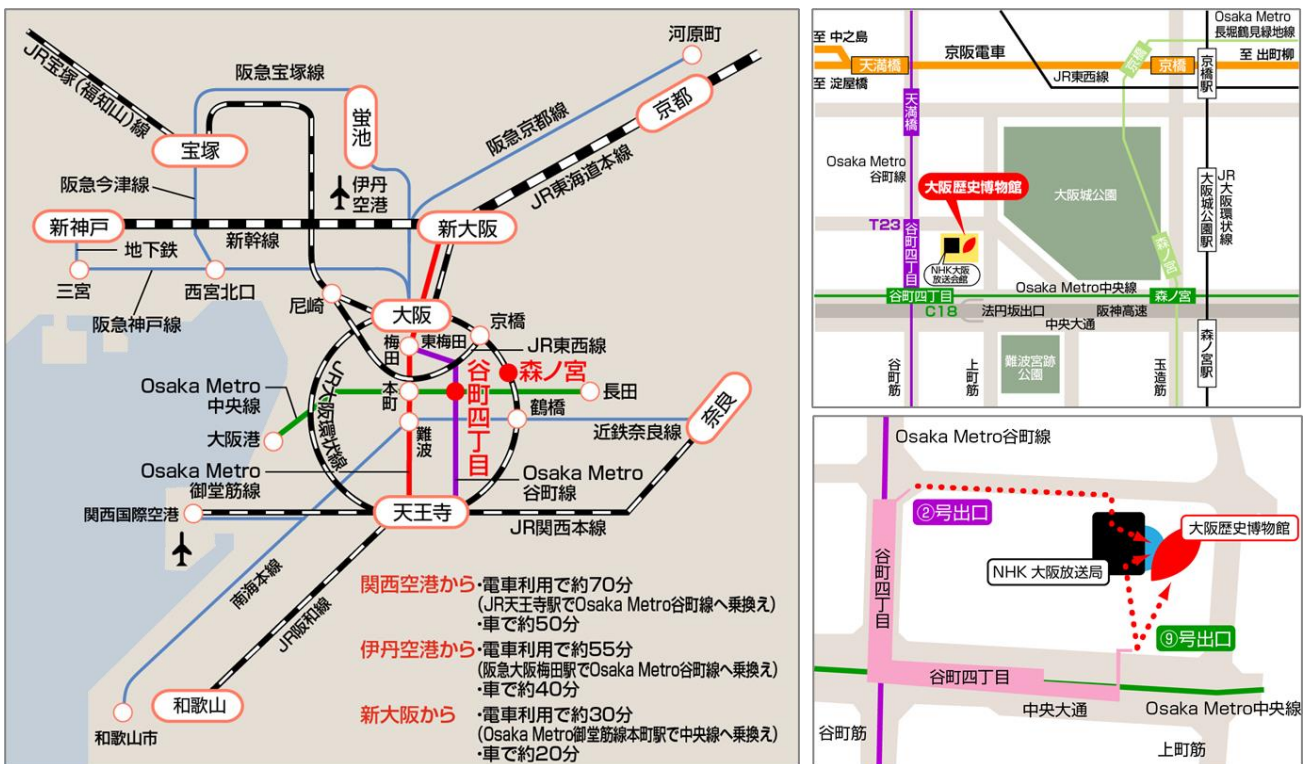 河原町
阪急宝塚線
JR宝塚(福知山)線
京都
蛍池
宝塚
阪急京都線
JR東海道本線
伊丹
空港
阪急今津線
新神戸
新幹線
新大阪
地下鉄
三宮
西宮北口
尼崎
大阪
京橋
阪急神戸線
梅田
東梅田
JR東西線
谷町四丁目
森ノ宮
Osaka Metro
中央線
JR大阪環状線
本町
長田
鶴橋
奈良
大阪港
難波
近鉄奈良線
Osaka Metro
御堂筋線
Osaka Metro
谷町線
関西国際空港
天王寺
JR関西本線
南海本線
JR阪和線
和歌山
和歌山市
関西空港から ・電車利用で約70分
(JR天王寺駅でOsaka Metro谷町線へ乗換え)
・車で約50分
伊丹空港から ・電車利用で約55分
(阪急大阪梅田駅でOsaka Metro谷町線へ乗換え)
・車で約40分
新大阪から ・電車利用で約30分
(Osaka Metro御堂筋線本町駅で中央線へ乗換え)
・車で約20分
Osaka Metro
長堀鶴見緑地線
至 中之島
京阪電車
至 出町柳
天満橋
京橋
京橋
京橋駅
至 淀屋橋
JR東西線
天満橋
Osaka Metro
谷町線
大阪歴史博物館
大阪城公園
大阪城公園駅
JR大阪環状線
T23
谷町四丁目
NHK大阪
放送会館
森ノ宮
Osaka Metro中央線
谷町四丁目
森ノ宮
C18
法円坂出口
阪神高速
中央大通
難波宮跡
公園
森ノ宮駅
谷町筋
上町筋
玉造筋
Osaka Metro谷町線
②号出口
大阪歴史博物館
谷町四丁目
NHK 大阪放送局
⑨号出口
谷町四丁目
中央大通
Osaka Metro中央線
谷町筋
上町筋